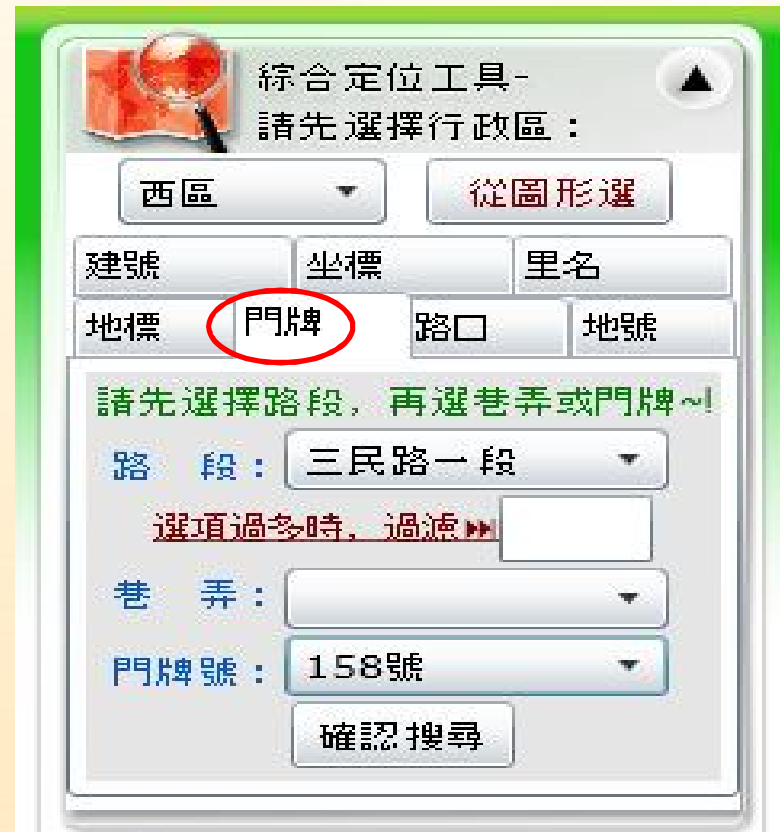 綜合定位工具-
請先選擇行政區：
西區
從圖形選
建號 坐標 里名
地標 門牌 路口 地號
請先選擇路段，再選巷弄或門牌~!
路　段： 三民路一段
選項過多時，過濾
巷　弄：
門牌號： 158號
確認搜尋